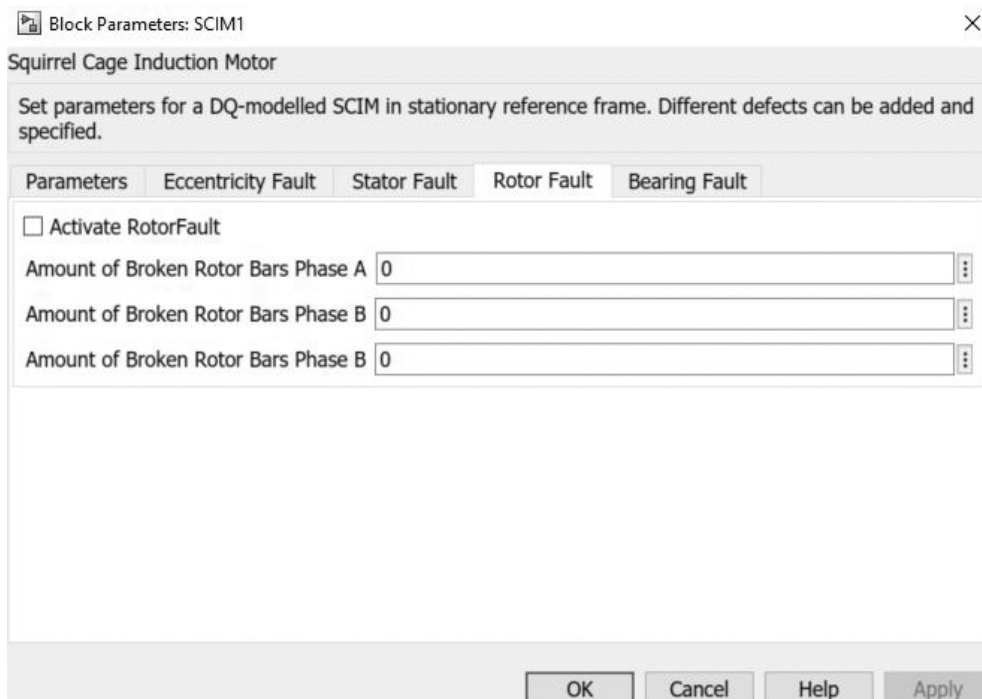 Block Parameters: SCIM1
Squirrel Cage Induction Motor
Set parameters for a DQ-modelled SCIM in stationary reference frame. Different defects can be added and
specified.
Parameters Eccentricity Fault Stator Fault Rotor Fault Bearing Fault
Activate RotorFault
Amount of Broken Rotor Bars Phase A 0
Amount of Broken Rotor Bars Phase B 0
Amount of Broken Rotor Bars Phase B 0
OK Cancel Help Apply